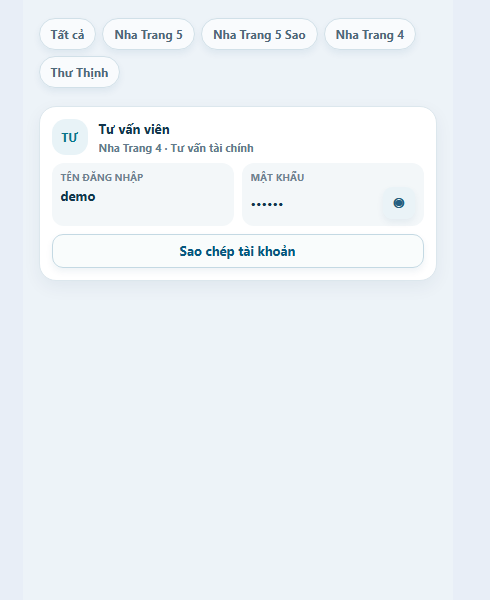 Tất cả
Nha Trang 5
Nha Trang 5 Sao
Nha Trang 4
Thư Thịnh
TƯ
Tư vấn viên
Nha Trang 4 · Tư vấn tài chính
TÊN ĐĂNG NHẬP
demo
MẬT KHẨU
••••••
Sao chép tài khoản